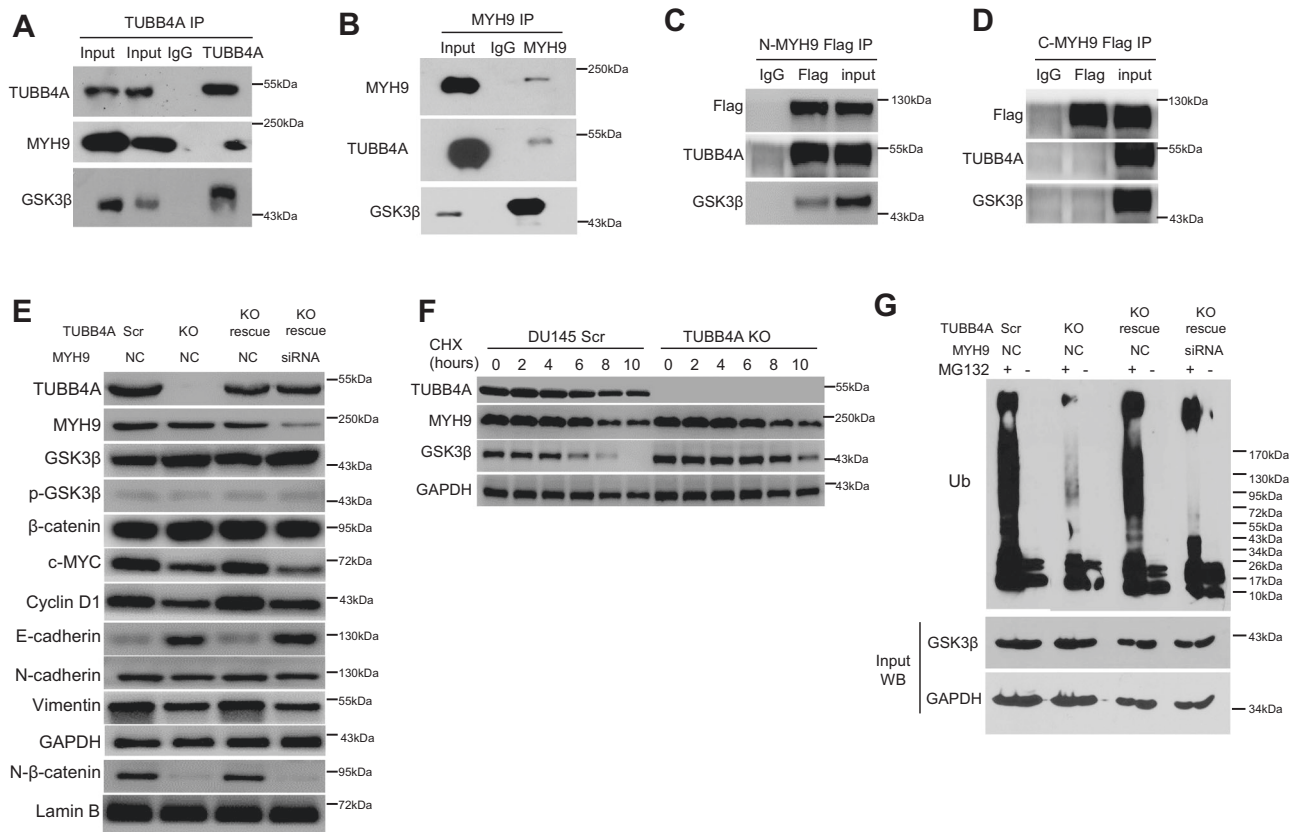 A
TUBB4A IP
Input Input IgG TUBB4A
TUBB4A
55kDa
250kDa
MYH9
GSK3β
43kDa
B
MYH9 IP
Input IgG MYH9
250kDa
MYH9
55kDa
TUBB4A
GSK3β
43kDa
C
N-MYH9 Flag IP
IgG Flag input
130kDa
Flag
55kDa
TUBB4A
GSK3β
43kDa
D
C-MYH9 Flag IP
IgG Flag input
130kDa
Flag
55kDa
TUBB4A
GSK3β
43kDa
E
TUBB4A Scr KO KO rescue KO rescue
MYH9 NC NC NC siRNA
TUBB4A 55kDa
MYH9 250kDa
GSK3β 43kDa
p-GSK3β 43kDa
β-catenin 95kDa
c-MYC 72kDa
Cyclin D1 43kDa
E-cadherin 130kDa
N-cadherin 130kDa
Vimentin 55kDa
GAPDH 43kDa
N-β-catenin 95kDa
Lamin B 72kDa
F
CHX (hours)
DU145 Scr TUBB4A KO
0 2 4 6 8 10 0 2 4 6 8 10
TUBB4A 55kDa
MYH9 250kDa
GSK3β 43kDa
GAPDH 43kDa
G
TUBB4A Scr KO KO rescue KO rescue
MYH9 NC NC NC siRNA
MG132 + - + - + - + -
Ub
170kDa
130kDa
95kDa
72kDa
55kDa
43kDa
34kDa
26kDa
17kDa
10kDa
Input WB
GSK3β 43kDa
GAPDH 34kDa